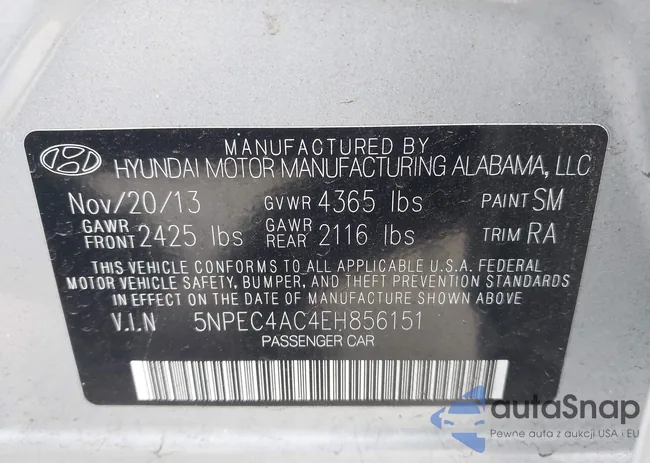 MANUFACTURED BY
HYUNDAI MOTOR MANUFACTURING ALABAMA, LLC
Nov/20/13 GVWR 4365 lbs PAINT SM
GAWR FRONT 2425 lbs GAWR REAR 2116 lbs TRIM RA
THIS VEHICLE CONFORMS TO ALL APPLICABLE U.S.A. FEDERAL
MOTOR VEHICLE SAFETY, BUMPER, AND THEFT PREVENTION STANDARDS
IN EFFECT ON THE DATE OF MANUFACTURE SHOWN ABOVE.
V.I.N 5NPEC4AC4EH856151
PASSENGER CAR
autoSnap
Pewne auta z aukcji USA i EU